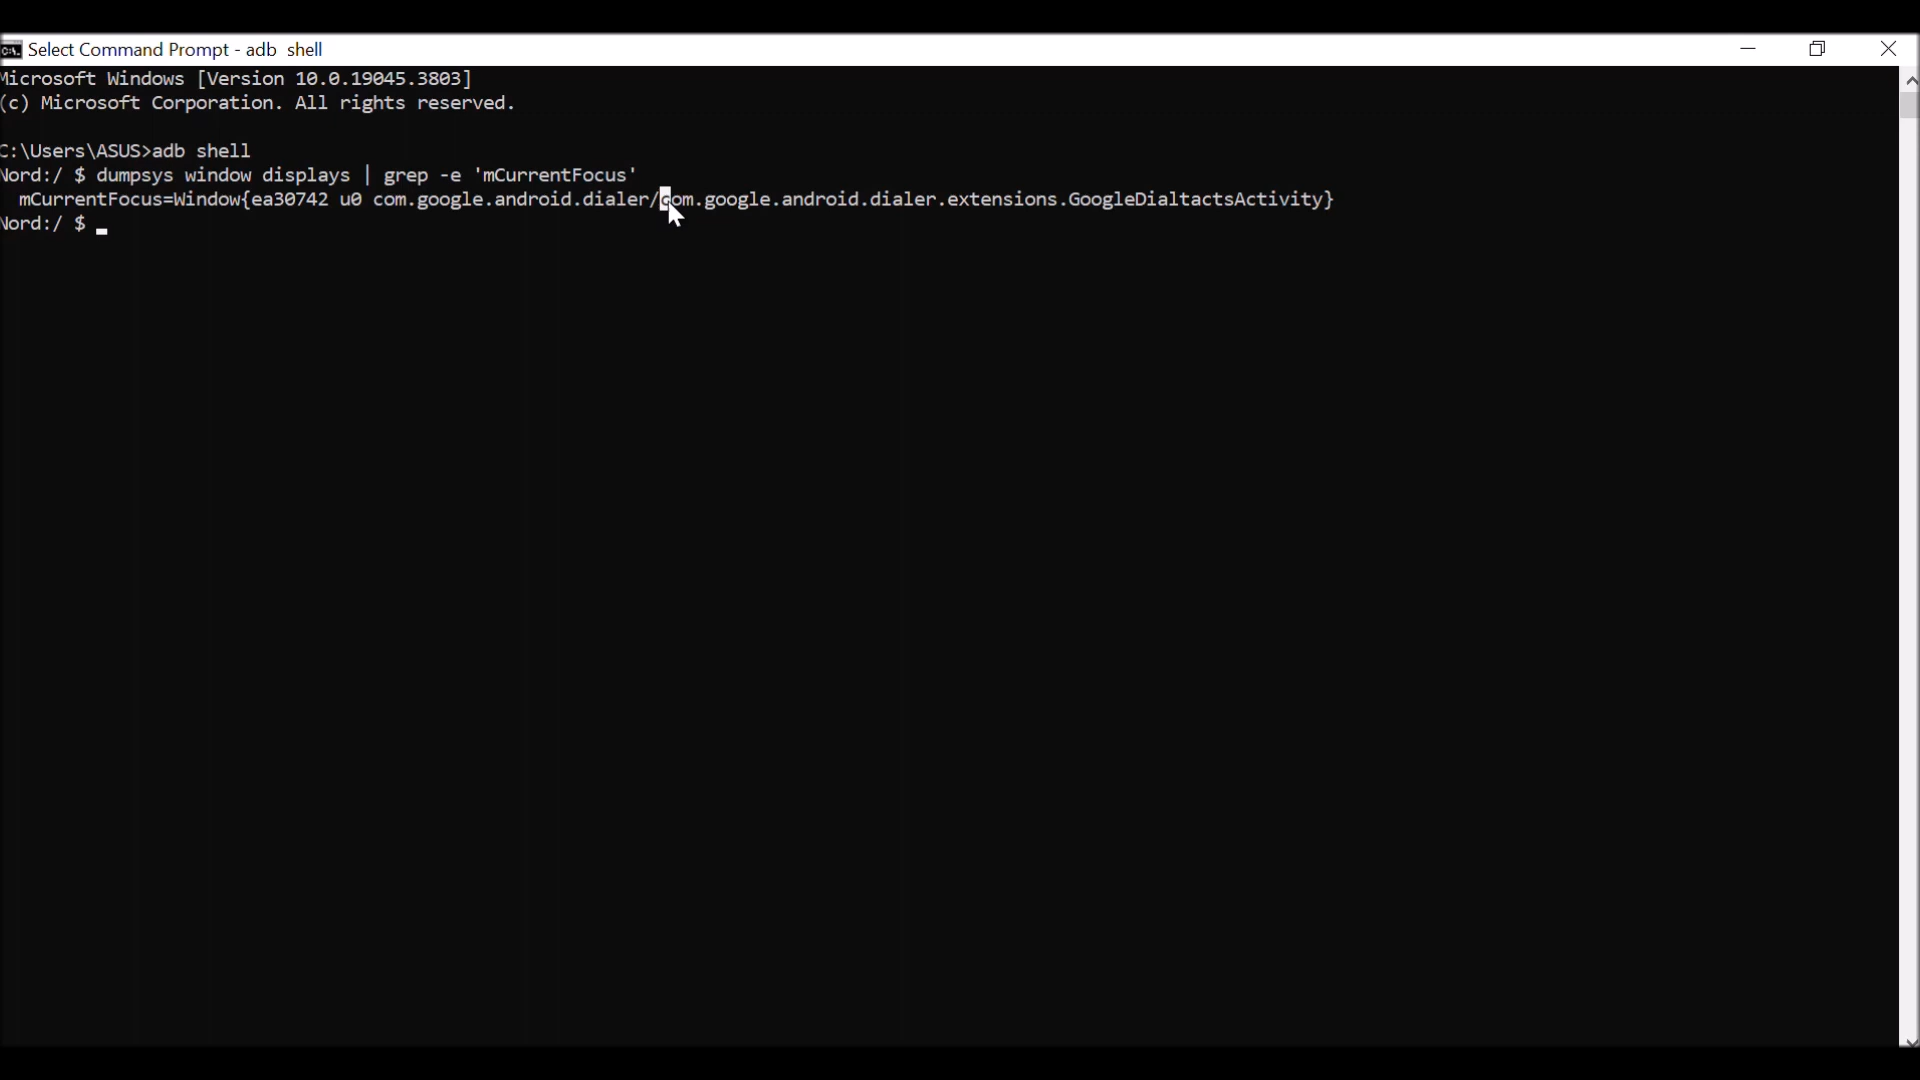 Select Command Prompt - adb shell
Microsoft Windows [Version 10.0.19045.3803]
(c) Microsoft Corporation. All rights reserved.
C:\Users\ASUS>adb shell
Nord:/ $ dumpsys window displays | grep -e 'mCurrentFocus'
mCurrentFocus=Window{ea30742 u0 com.google.android.dialer/com.google.android.dialer.extensions.GoogleDialtactsActivity}
Nord:/ $